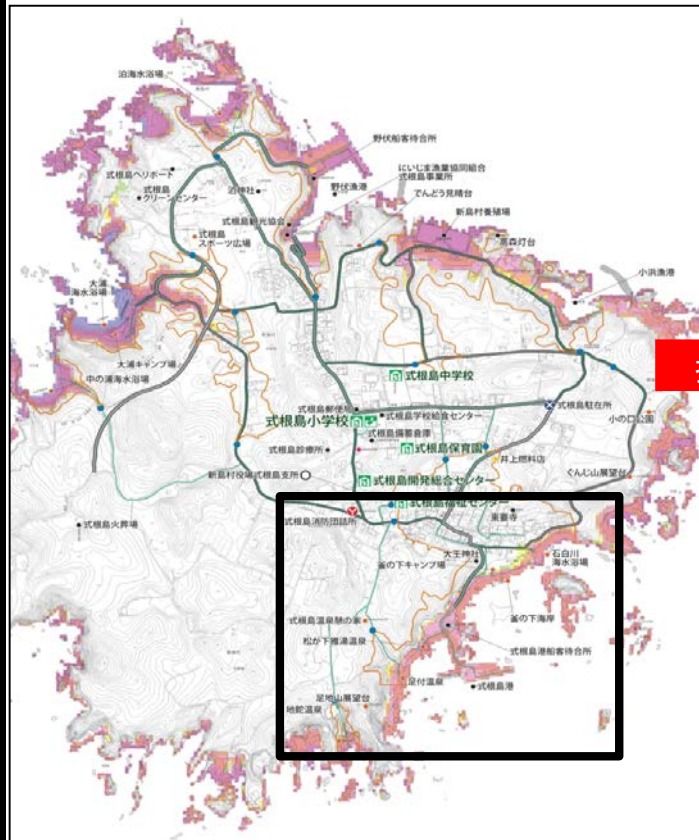 泊海水浴場
野伏船客待合所
にいじま漁業協同組合
式根島事業所
式根島ヘリポート
式根島
クリーンセンター
泊神社
野伏漁港
でんどう見晴台
式根島観光協会
新島村養殖場
高森灯台
式根島
スポーツ広場
小浜漁港
大浦
海水浴場
大浦キャンプ場
中の浦海水浴場
式根島中学校
式根島郵便局
式根島小学校
式根島学校給食センター
式根島駐在所
小の口公園
式根島備蓄倉庫
式根島診療所
式根島保育園
井上燃料店
ぐんじ山展望台
新島村役場式根島支所
式根島開発総合センター
式根島福祉センター
式根島消防団詰所
東要寺
式根島火葬場
大王神社
石白川
海水浴場
釜の下キャンプ場
釜の下海岸
式根島温泉憩の家
松が下雅湯温泉
式根島港船客待合所
足付温泉
式根島港
足地山展望台
地鉈温泉